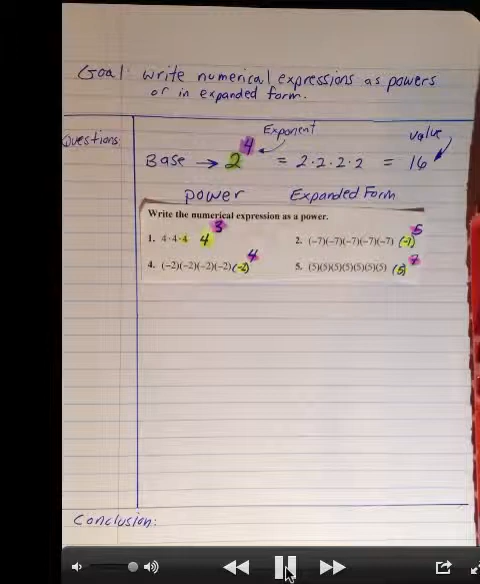 Goal: Write numerical expressions as powers
or in expanded form.
Questions
Exponent
Value
Base → 2^4 = 2·2·2·2 = 16
power Expanded Form
Write the numerical expression as a power.
1. 4·4·4 4^3 2. (−7)(−7)(−7)(−7)(−7) (-7)^5
4. (−2)(−2)(−2)(−2) (-2)^4 5. (5)(5)(5)(5)(5)(5)(5) (5)^7
Conclusion: